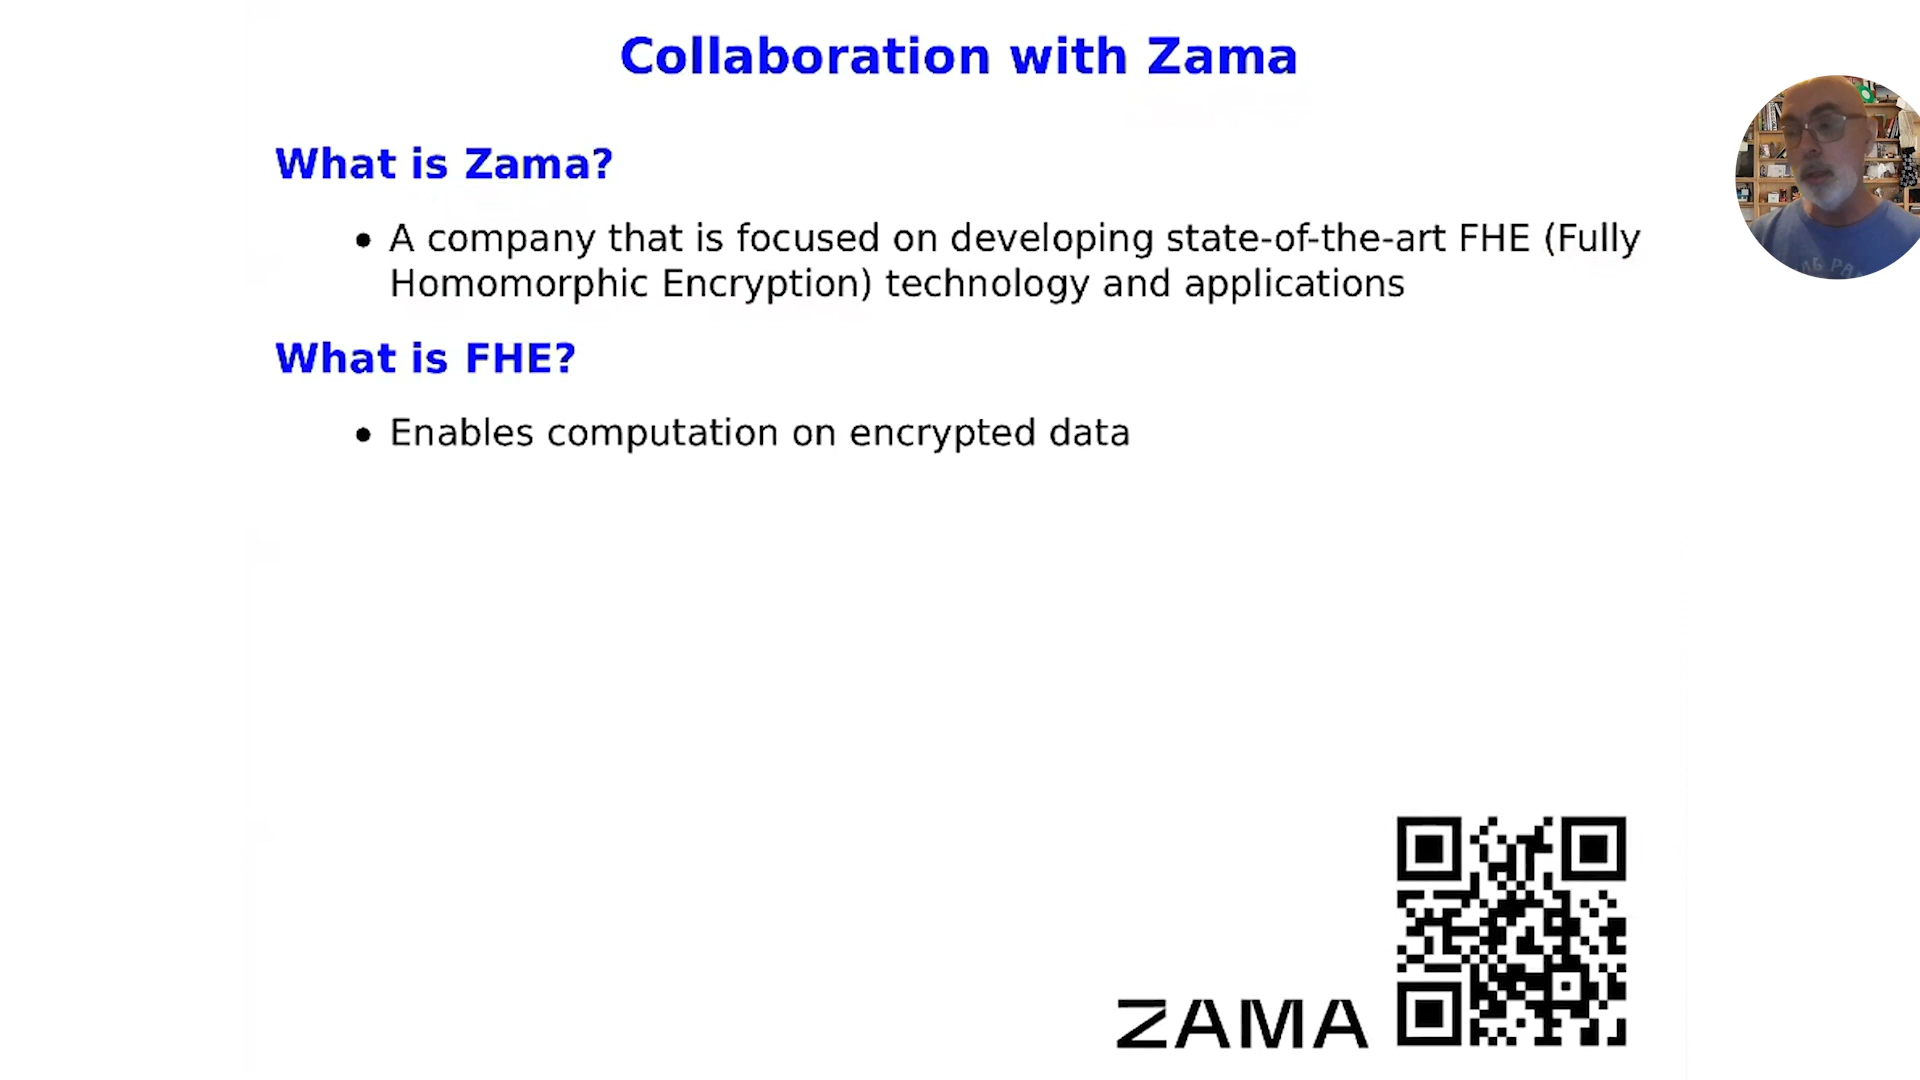 Collaboration with Zama
What is Zama?
• A company that is focused on developing state-of-the-art FHE (Fully
Homomorphic Encryption) technology and applications
What is FHE?
• Enables computation on encrypted data
ZAMA